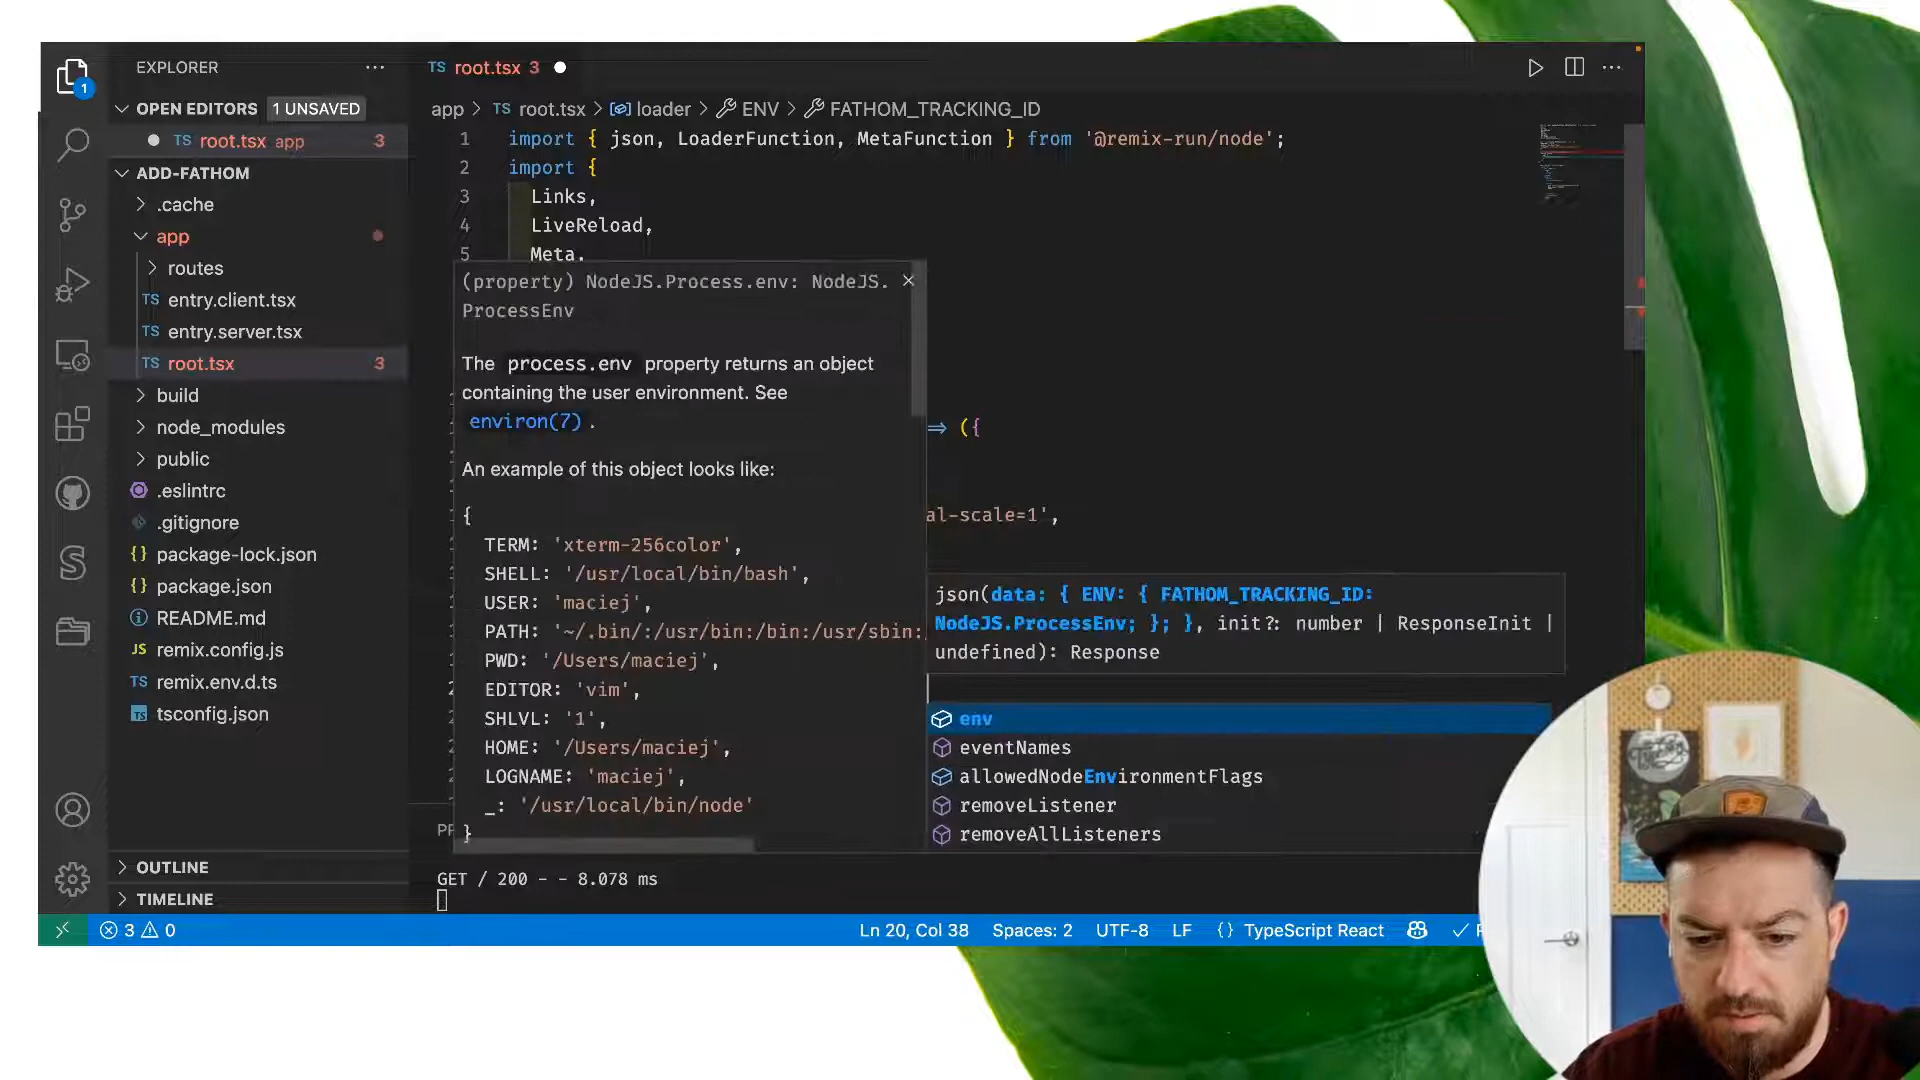 EXPLORER
OPEN EDITORS 1 UNSAVED
TS root.tsx app 3
ADD-FATHOM
.cache
app
routes
TS entry.client.tsx
TS entry.server.tsx
TS root.tsx 3
build
node_modules
public
.eslintrc
.gitignore
{} package-lock.json
{} package.json
README.md
JS remix.config.js
TS remix.env.d.ts
TS tsconfig.json
OUTLINE
TIMELINE
1
TS root.tsx 3
app > TS root.tsx > loader > ENV > FATHOM_TRACKING_ID
1 import { json, LoaderFunction, MetaFunction } from '@remix-run/node';
2 import {
3 Links,
4 LiveReload,
5 Meta,
(property) NodeJS.Process.env: NodeJS.
ProcessEnv
The process.env property returns an object
containing the user environment. See
environ(7) .
An example of this object looks like:
{
TERM: 'xterm-256color',
SHELL: '/usr/local/bin/bash',
USER: 'maciej',
PATH: '~/.bin/:/usr/bin:/bin:/usr/sbin:
PWD: '/Users/maciej',
EDITOR: 'vim',
SHLVL: '1',
HOME: '/Users/maciej',
LOGNAME: 'maciej',
_: '/usr/local/bin/node'
}
=> ({
al-scale=1',
json(data: { ENV: { FATHOM_TRACKING_ID:
NodeJS.ProcessEnv; }; }, init?: number | ResponseInit |
undefined): Response
env
eventNames
allowedNodeEnvironmentFlags
removeListener
removeAllListeners
GET / 200 - - 8.078 ms
3 0
Ln 20, Col 38 Spaces: 2 UTF-8 LF {} TypeScript React